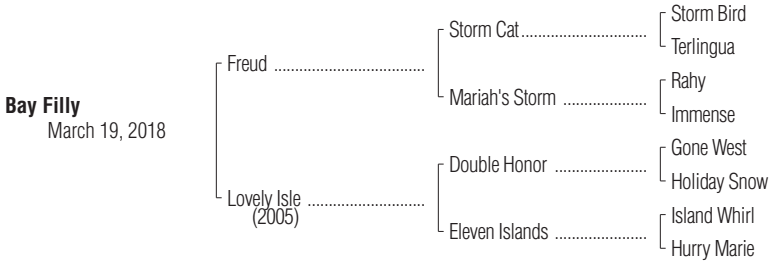 Storm Bird
Storm Cat ................................
Terlingua
Freud ......................................
Rahy
Mariah's Storm .....................
Immense
Bay Filly
March 19, 2018
Gone West
Double Honor .......................
Holiday Snow
Lovely Isle .............................
(2005)
Island Whirl
Eleven Islands .......................
Hurry Marie